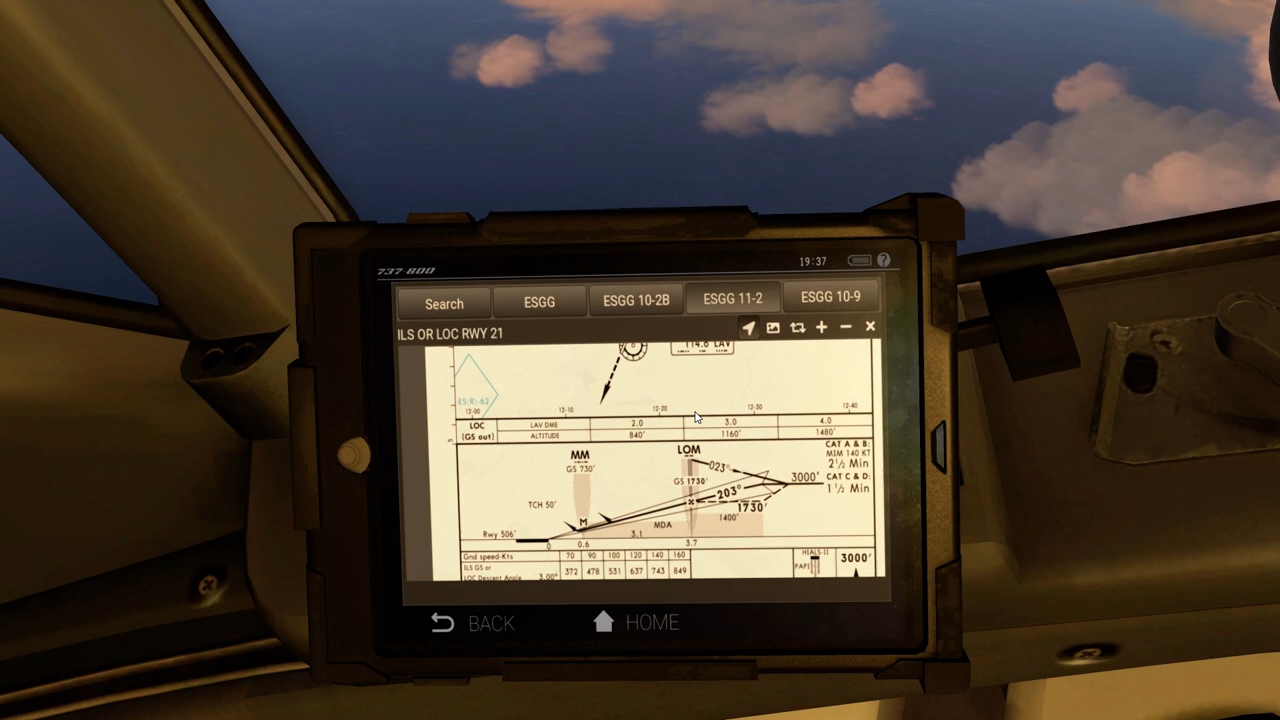 737-800
19:37
Search ESGG ESGG 10-2B ESGG 11-2 ESGG 10-9
ILS OR LOC RWY 21
114.6 LAV
ES(R)-62
12-00 12-10 12-20 12-30 12-40
LOC (GS out) LAV DME 2.0 3.0 4.0
ALTITUDE 840' 1160' 1480'
MM
GS 730'
LOM
GS 1730'
023°
203°
3000'
1730'
1400'
CAT A & B:
MIM 140 KT
2½ Min
CAT C & D:
1½ Min
TCH 50'
M
MDA
Rwy 506'
0 0.6 3.1 3.7
Gnd speed-Kts 70 90 100 120 140 160
ILS GS or
LOC Descent Angle 3.00° 372 478 531 637 743 849
HIALS-II
PAPI
3000'
BACK HOME